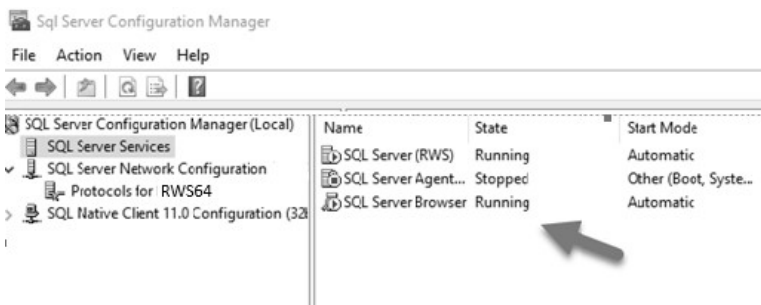 Sql Server Configuration Manager
File Action View Help
SQL Server Configuration Manager (Local)
SQL Server Services
SQL Server Network Configuration
Protocols for RWS64
SQL Native Client 11.0 Configuration (32
Name State Start Mode
SQL Server (RWS) Running Automatic
SQL Server Agent... Stopped Other (Boot, Syste...
SQL Server Browser Running Automatic